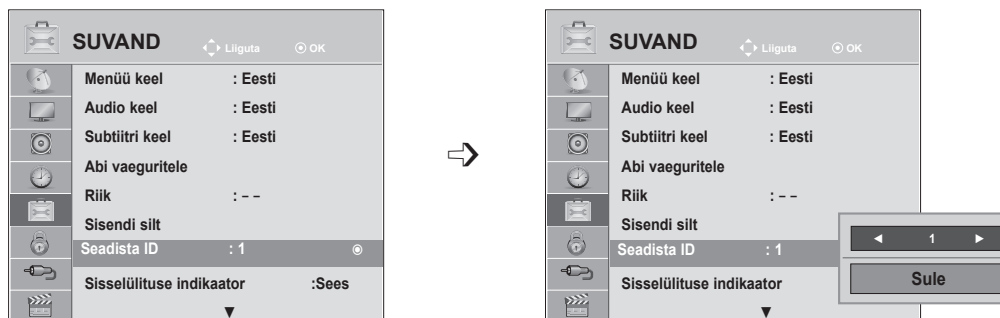 SUVAND Liiguta OK
Menüü keel : Eesti
Audio keel : Eesti
Subtiitri keel : Eesti
Abi vaeguritele
Riik : – –
Sisendi silt
Seadista ID : 1
Sisselülituse indikaator :Sees
SUVAND Liiguta OK
Menüü keel : Eesti
Audio keel : Eesti
Subtiitri keel : Eesti
Abi vaeguritele
Riik : – –
Sisendi silt
Seadista ID : 1
Sisselülituse indikaator
◄ 1 ►
Sule